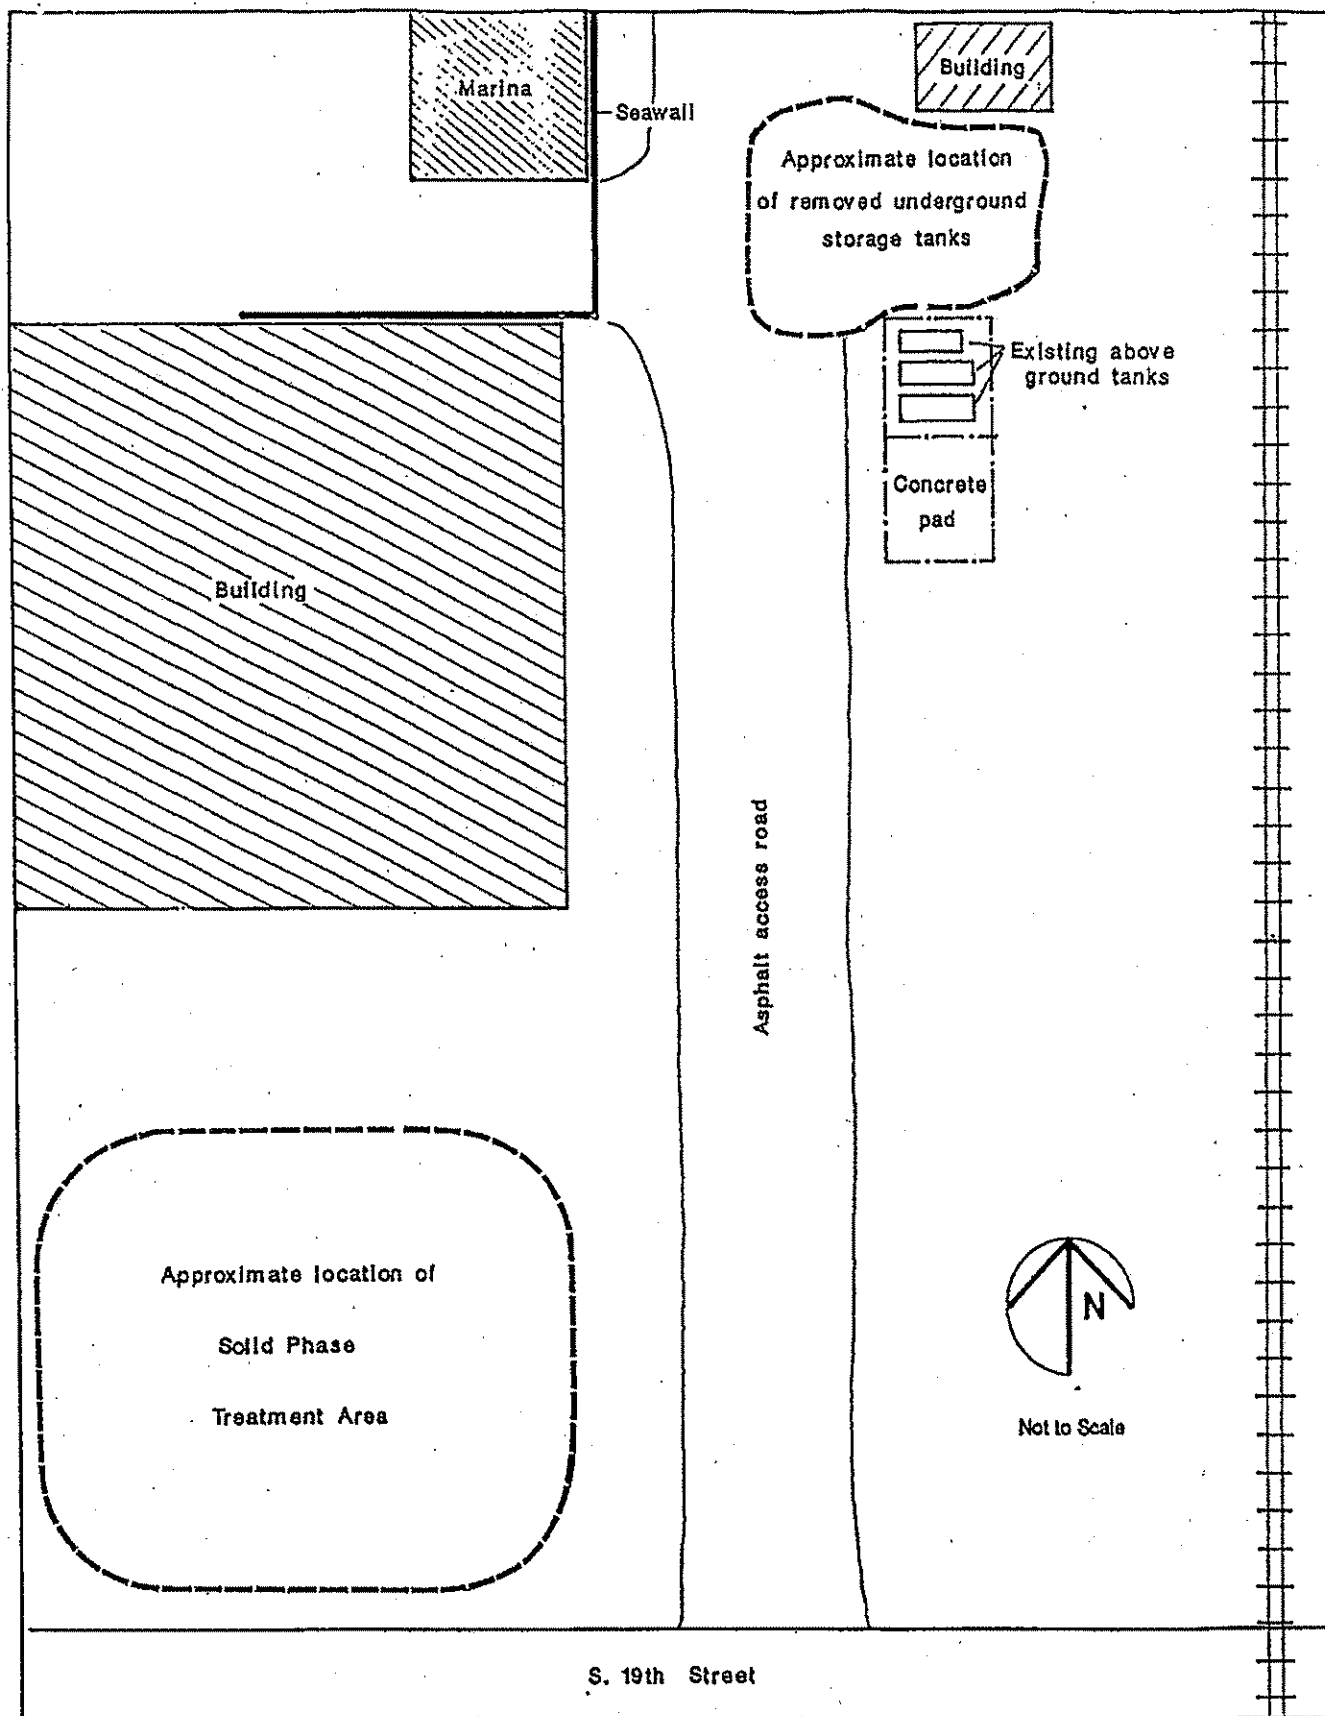 Marina
Seawall
Building
Approximate location
of removed underground
storage tanks
Existing above
ground tanks
Concrete
pad
Building
Asphalt access road
Approximate location of
Solid Phase
Treatment Area
N
Not to Scale
S. 19th Street